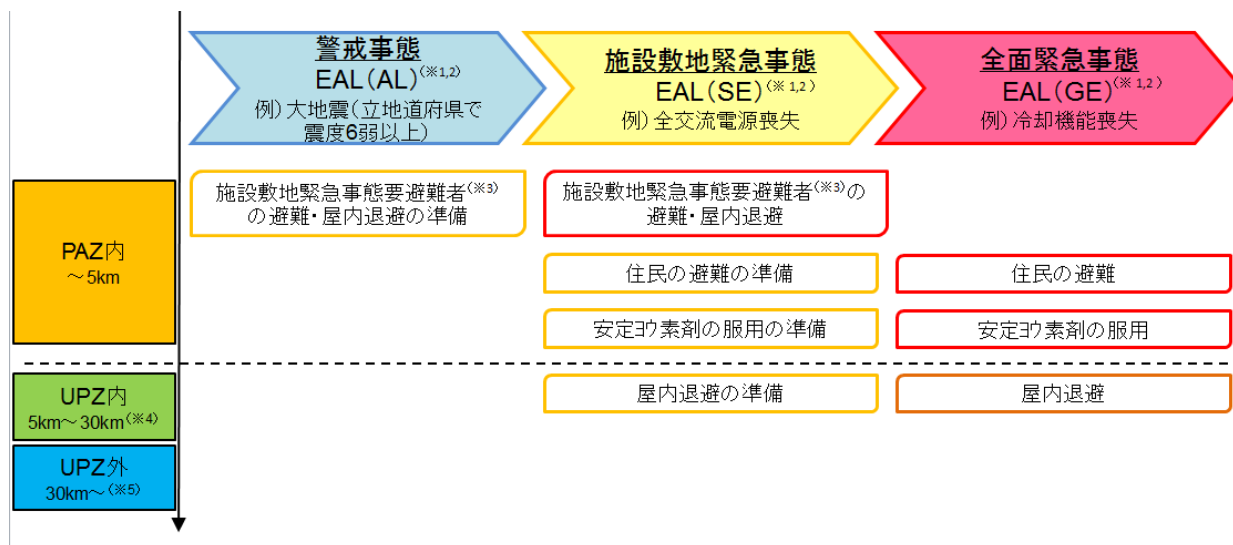 警戒事態
EAL(AL)(※1,2)
例)大地震(立地道府県で
震度6弱以上)
施設敷地緊急事態
EAL(SE)(※1,2)
例)全交流電源喪失
全面緊急事態
EAL(GE)(※1,2)
例)冷却機能喪失
PAZ内
～5km
施設敷地緊急事態要避難者(※3)
の避難・屋内退避の準備
施設敷地緊急事態要避難者(※3)の
避難・屋内退避
住民の避難の準備
住民の避難
安定ヨウ素剤の服用の準備
安定ヨウ素剤の服用
UPZ内
5km～30km(※4)
屋内退避の準備
屋内退避
UPZ外
30km～(※5)